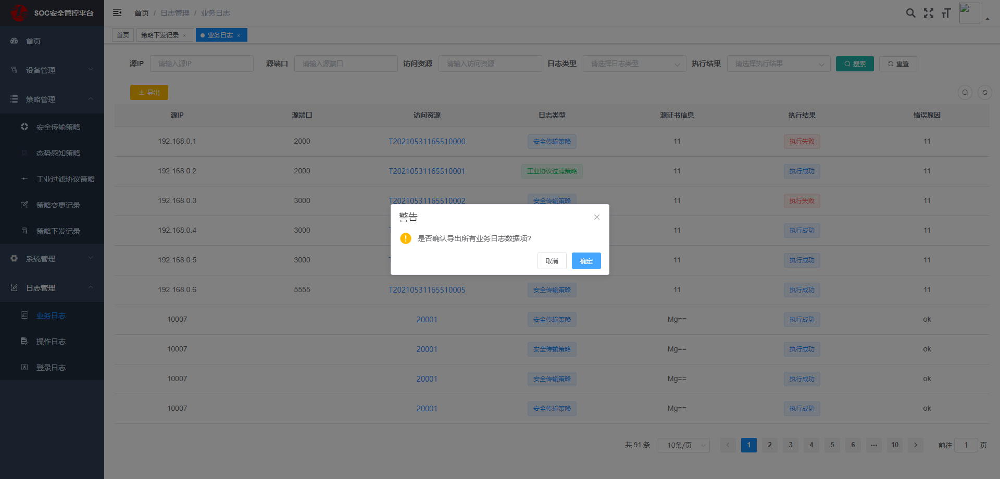 SOC安全管控平台
首页 / 日志管理 / 业务日志
首页
策略下发记录 ×
业务日志 ×
首页
设备管理
策略管理
安全传输策略
态势感知策略
工业过滤协议策略
策略变更记录
策略下发记录
系统管理
日志管理
业务日志
操作日志
登录日志
源IP 请输入源IP 源端口 请输入源端口 访问资源 请输入访问资源 日志类型 请选择日志类型 执行结果 请选择执行结果 搜索 重置
导出
源IP 源端口 访问资源 日志类型 源证书信息 执行结果 错误原因
192.168.0.1 2000 T20210531165510000 安全传输策略 11 执行失败 11
192.168.0.2 2000 T20210531165510001 工业协议过滤策略 11 执行成功 11
192.168.0.3 3000 T20210531165510002 安全传输策略 11 执行失败 11
192.168.0.4 3000 11 执行成功 11
192.168.0.5 3000 11 执行成功 11
192.168.0.6 5555 T20210531165510005 安全传输策略 11 执行成功 11
10007 20001 安全传输策略 Mg== 执行成功 ok
10007 20001 安全传输策略 Mg== 执行成功 ok
10007 20001 安全传输策略 Mg== 执行成功 ok
10007 20001 安全传输策略 Mg== 执行成功 ok
警告
是否确认导出所有业务日志数据项?
取消 确定
共 91 条 10条/页 1 2 3 4 5 6 ••• 10 前往 1 页